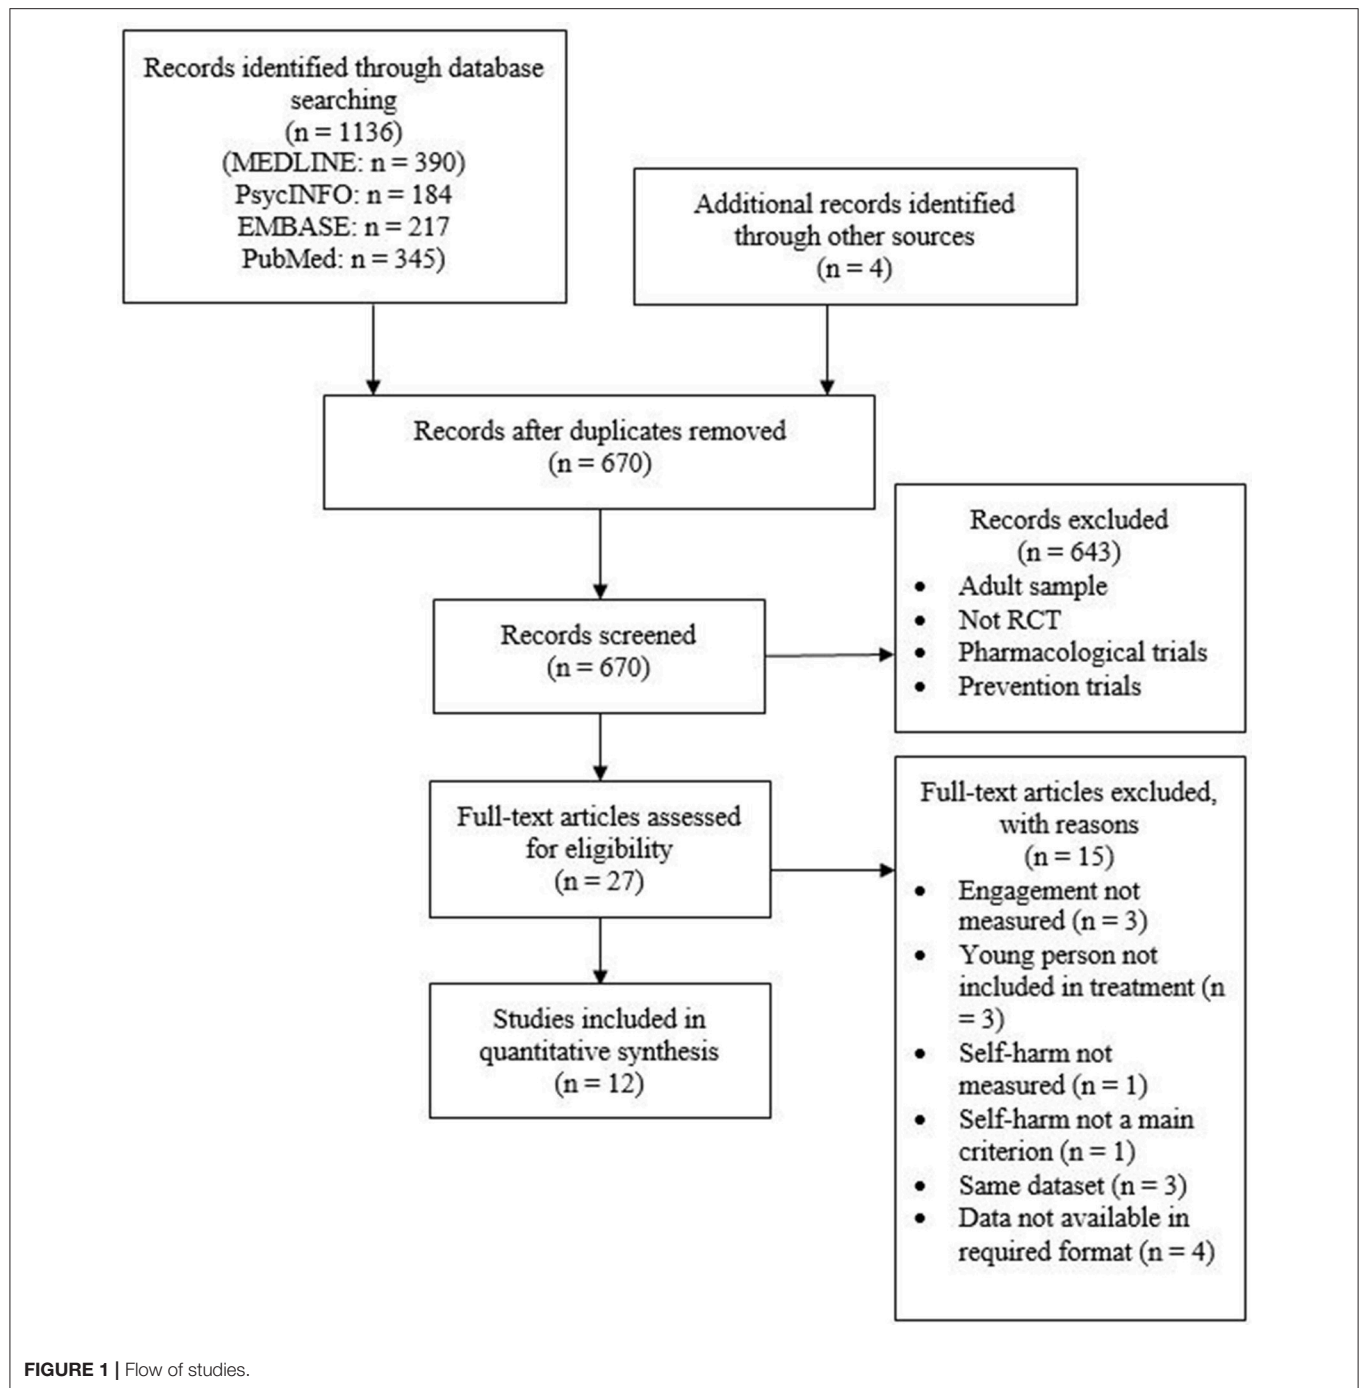 Records identified through database
searching
(n = 1136)
(MEDLINE: n = 390)
PsycINFO: n = 184
EMBASE: n = 217
PubMed: n = 345)
Additional records identified
through other sources
(n = 4)
Records after duplicates removed
(n = 670)
Records screened
(n = 670)
Records excluded
(n = 643)
• Adult sample
• Not RCT
• Pharmacological trials
• Prevention trials
Full-text articles assessed
for eligibility
(n = 27)
Full-text articles excluded,
with reasons
(n = 15)
• Engagement not
measured (n = 3)
• Young person not
included in treatment (n
= 3)
• Self-harm not
measured (n = 1)
• Self-harm not a main
criterion (n = 1)
• Same dataset (n = 3)
• Data not available in
required format (n = 4)
Studies included in
quantitative synthesis
(n = 12)
FIGURE 1 | Flow of studies.